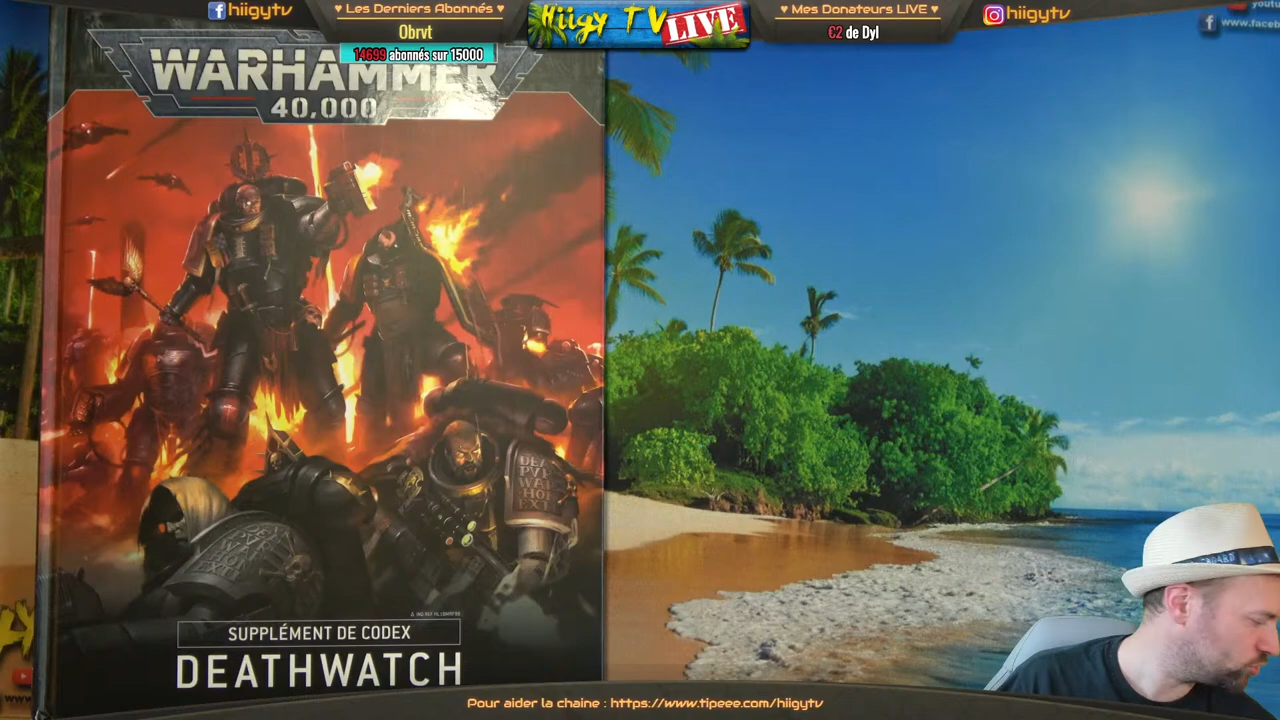 hiigytv
♥ Les Derniers Abonnés ♥
Obrvt
14699 abonnés sur 15000
Hiigy TV
LIVE
♥ Mes Donateurs LIVE ♥
€2 de Dyl
hiigytv
WARHAMMER
40,000
SUPPLÉMENT DE CODEX
DEATHWATCH
Pour aider la chaine : https://www.tipeee.com/hiigytv